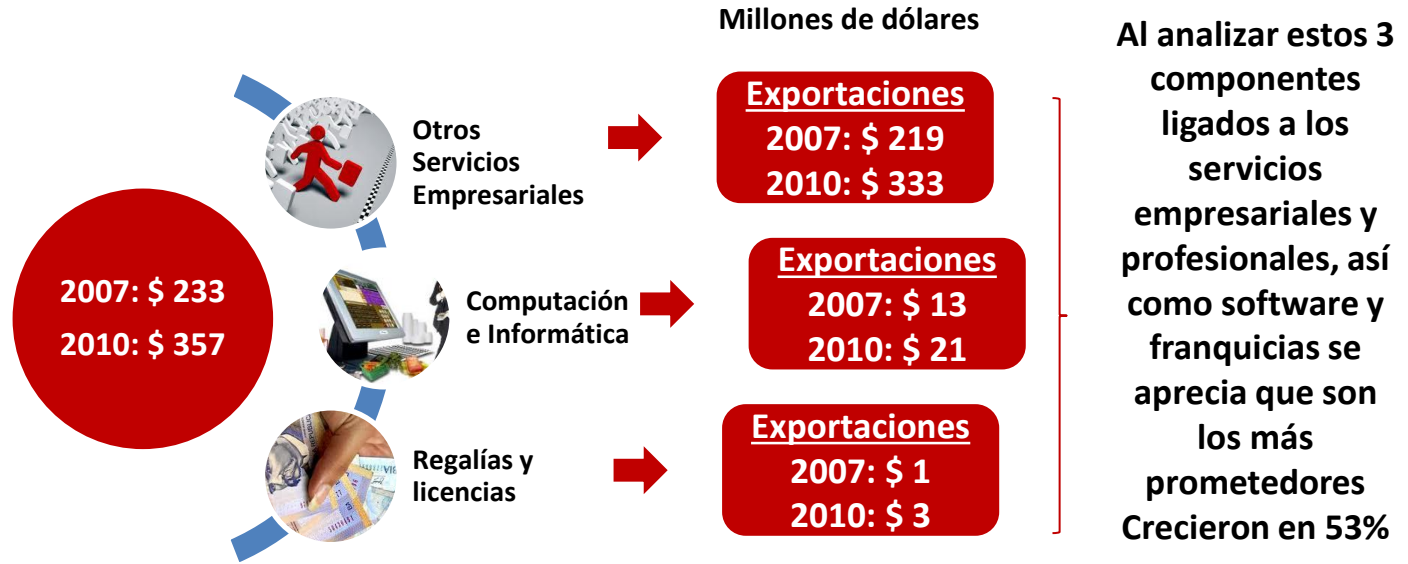 Millones de dólares
2007: $ 233
2010: $ 357
Otros
Servicios
Empresariales
Exportaciones
2007: $ 219
2010: $ 333
Computación
e Informática
Exportaciones
2007: $ 13
2010: $ 21
Regalías y
licencias
Exportaciones
2007: $ 1
2010: $ 3
Al analizar estos 3
componentes
ligados a los
servicios
empresariales y
profesionales, así
como software y
franquicias se
aprecia que son
los más
prometedores
Crecieron en 53%